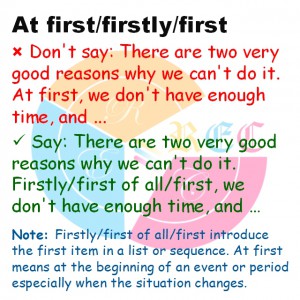 At first/firstly/first
✖ Don't say: There are two very
good reasons why we can't do it.
At first, we don't have enough
time, and ...
✓ Say: There are two very good
reasons why we can't do it.
Firstly/first of all/first, we
don't have enough time, and ...
Note: Firstly/first of all/first introduce
the first item in a list or sequence. At first
means at the beginning of an event or period
especially when the situation changes.